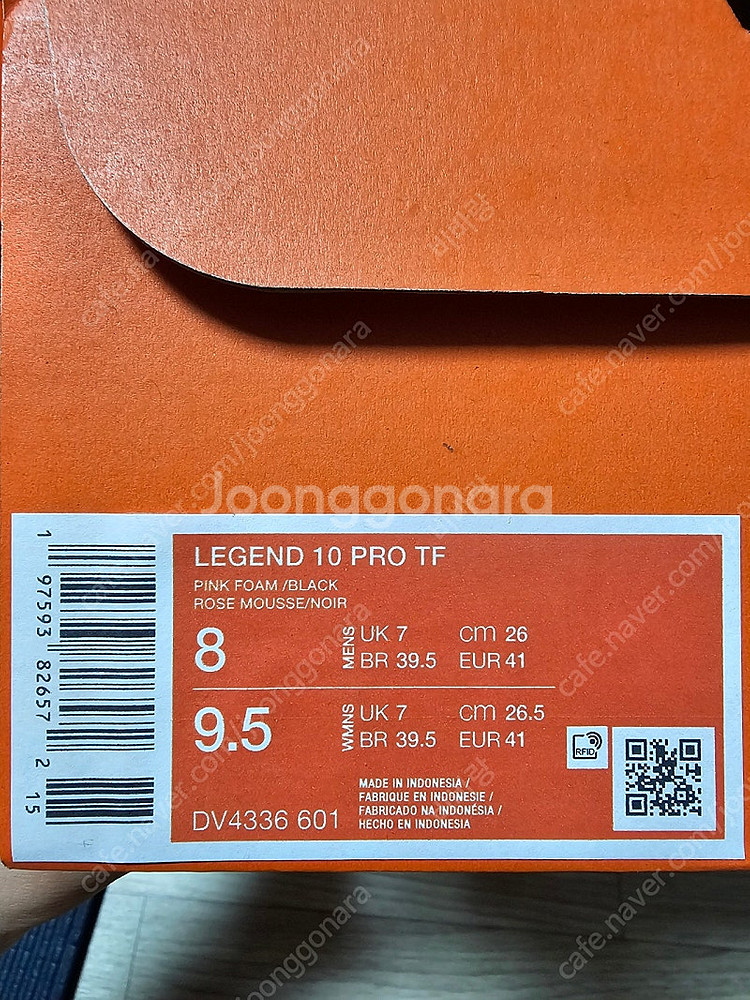 Joonggonara
LEGEND 10 PRO TF
PINK FOAM /BLACK
ROSE MOUSSE/NOIR
8
MENS
UK 7
cm 26
BR 39.5
EUR 41
9.5
WMNS
UK 7
cm 26.5
BR 39.5
EUR 41
RFID
DV4336 601
MADE IN INDONESIA /
FABRIQUE EN INDONESIE /
FABRICADO NA INDONÉSIA /
HECHO EN INDONESIA
1 97593 82657 2 15
cafe.naver.com/joonggonara